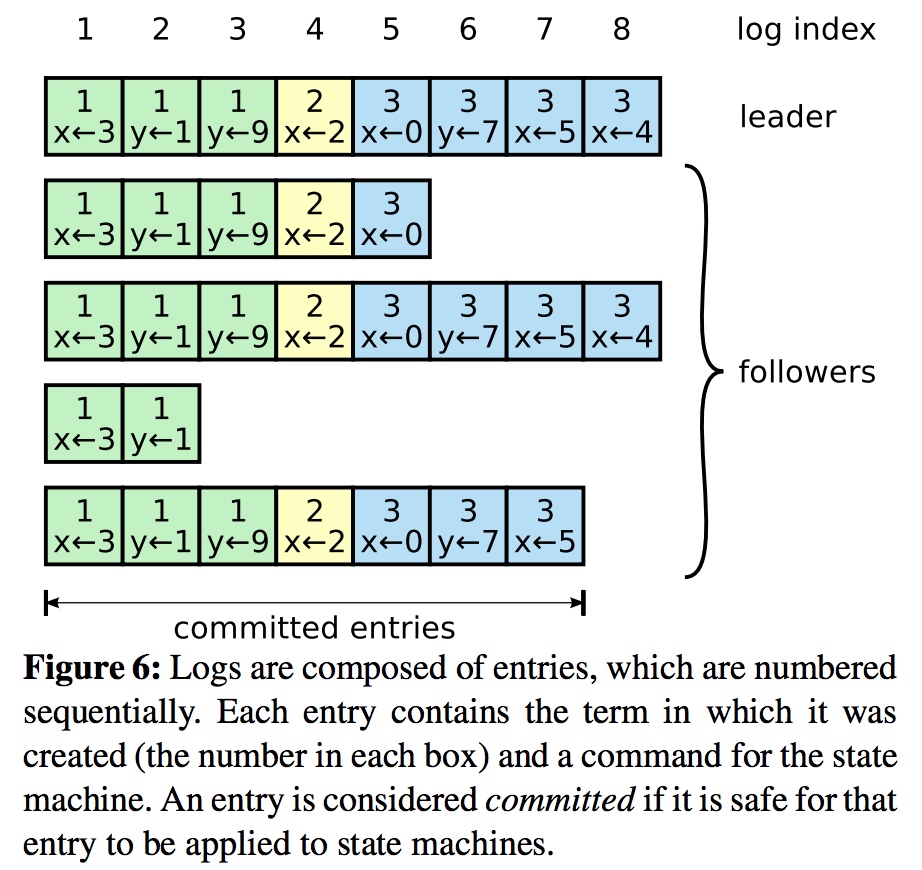 1 2 3 4 5 6 7 8 log index
1 1 1 2 3 3 3 3
x←3 y←1 y←9 x←2 x←0 y←7 x←5 x←4
leader
1 1 1 2 3
x←3 y←1 y←9 x←2 x←0
1 1 1 2 3 3 3 3
x←3 y←1 y←9 x←2 x←0 y←7 x←5 x←4
followers
1 1
x←3 y←1
1 1 1 2 3 3 3
x←3 y←1 y←9 x←2 x←0 y←7 x←5
committed entries
Figure 6: Logs are composed of entries, which are numbered
sequentially. Each entry contains the term in which it was
created (the number in each box) and a command for the state
machine. An entry is considered committed if it is safe for that
entry to be applied to state machines.